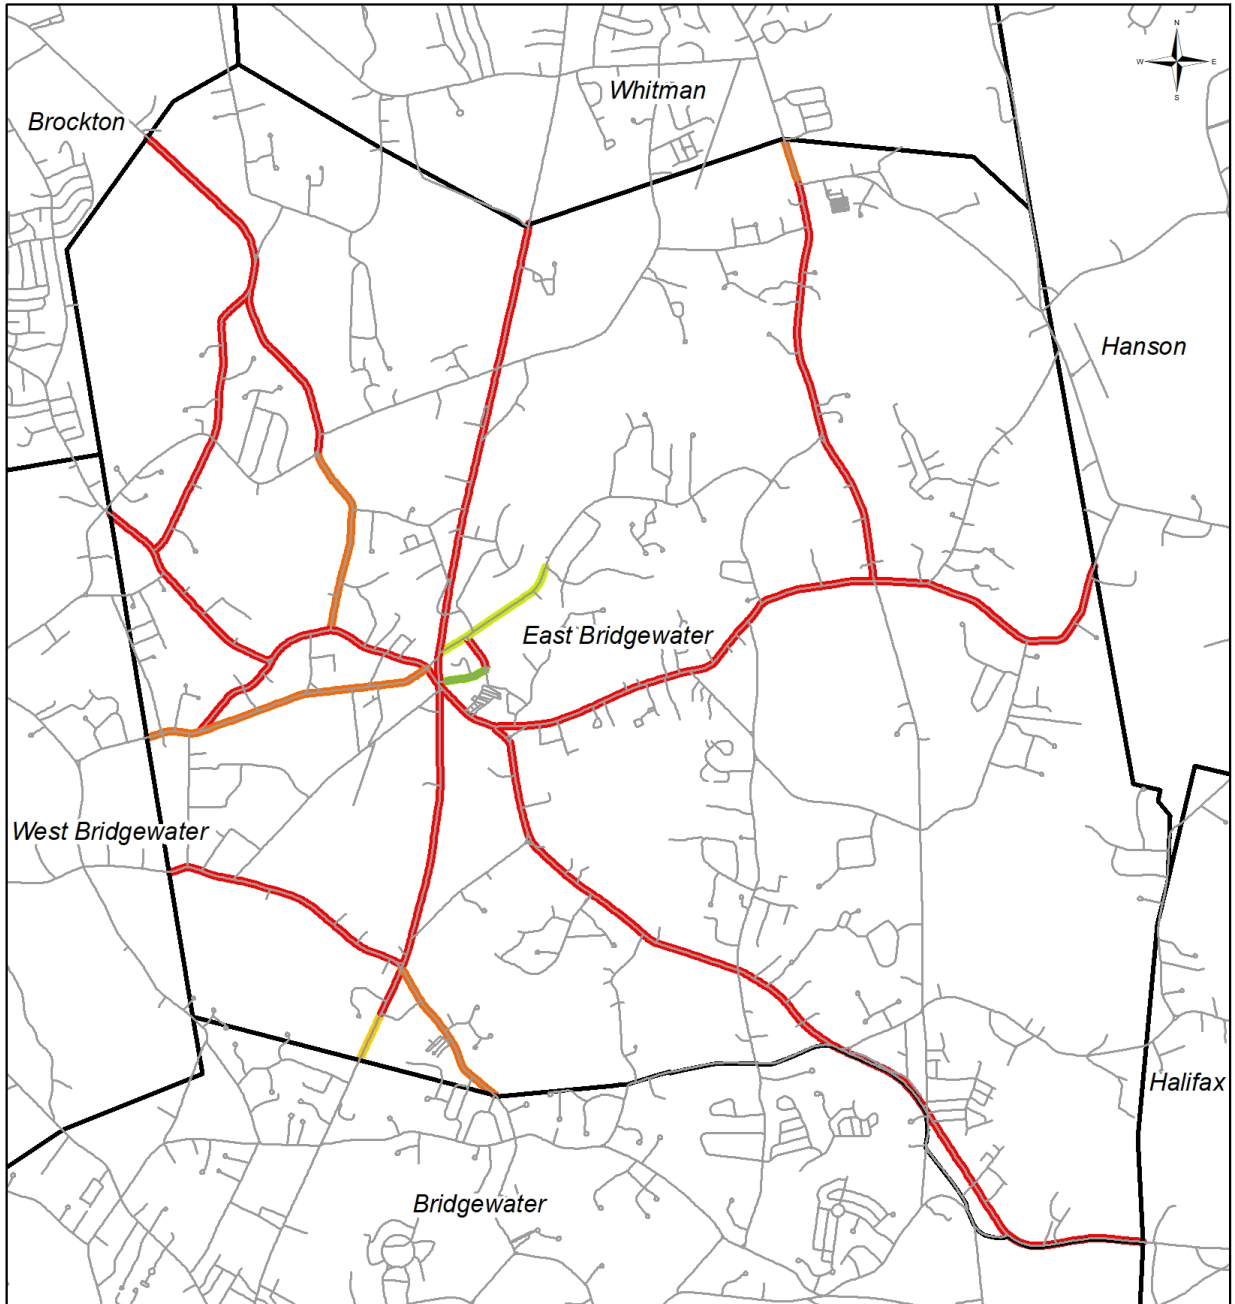 N
W E
S
Whitman
Brockton
Hanson
East Bridgewater
West Bridgewater
Halifax
Bridgewater